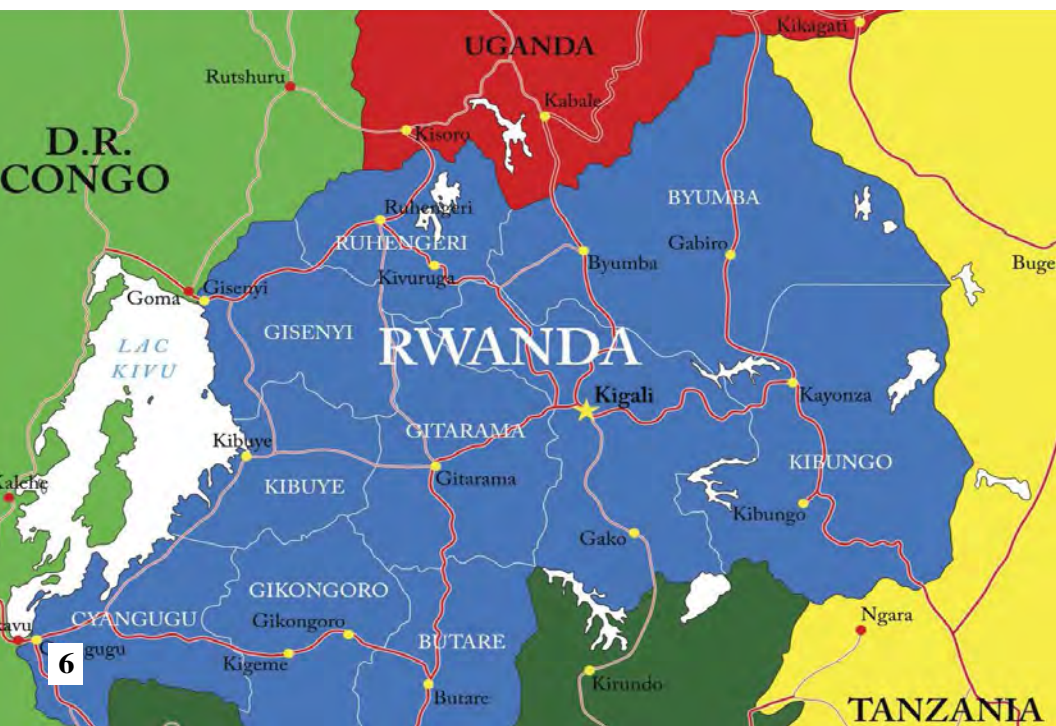 Kikagati
UGANDA
Rutshuru
Kabale
D.R.
CONGO
Kisoro
BYUMBA
Ruhengeri
RUHENGERI
Gabiro
Byumba
Buge
Kivuruga
Goma
Gisenyi
GISENYI
RWANDA
LAC
KIVU
Kigali
Kayonza
Kibuye
GITARAMA
KIBUNGO
Gitarama
KIBUYE
Kibungo
Gako
GIKONGORO
CYANGUGU
Gikongoro
Ngara
avu
gugu
BUTARE
6
Kigeme
Butare
Kirundo
TANZANIA